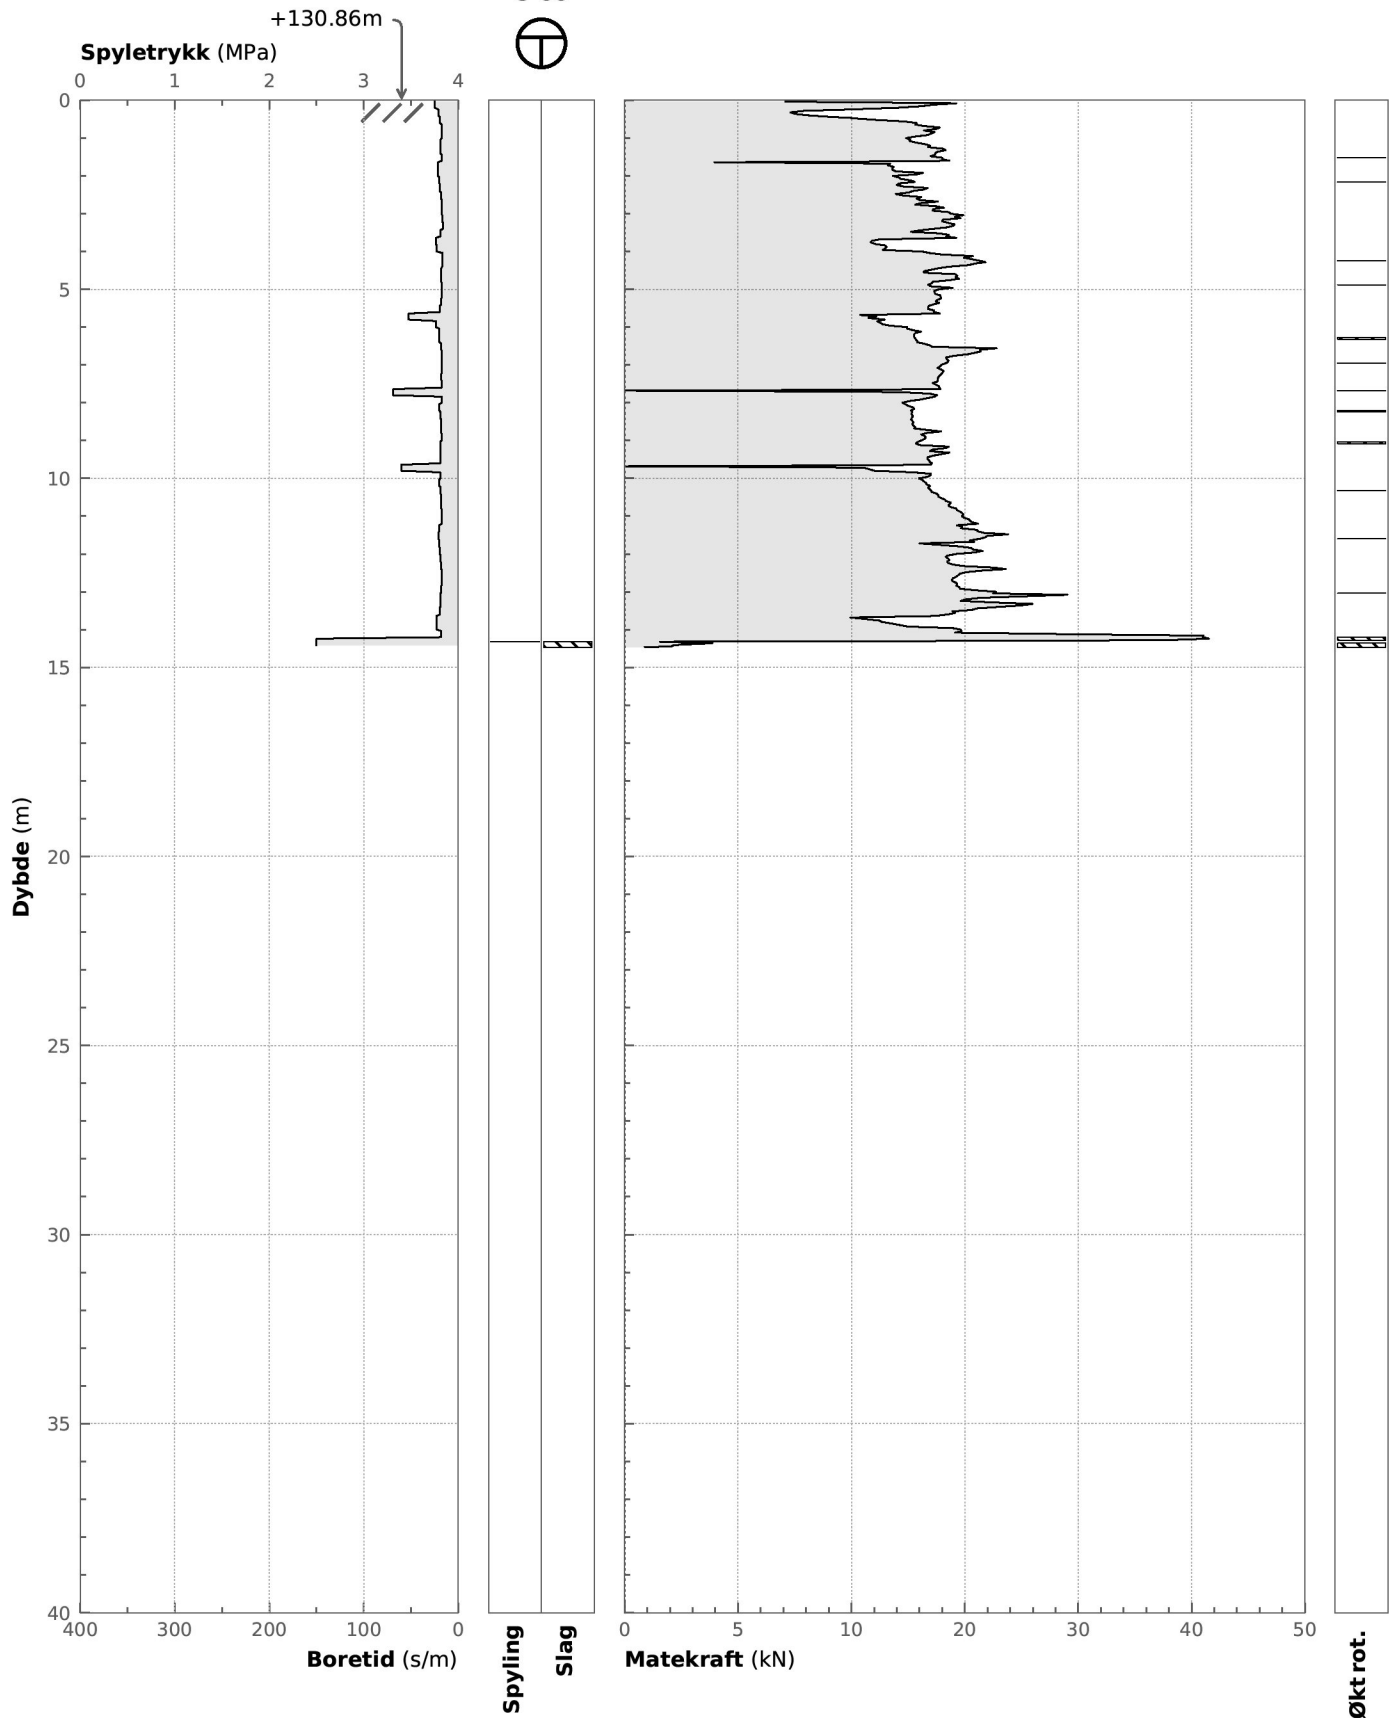 +130.86m
Spyletrykk (MPa)
0 1 2 3 4
0
5
10
15
20
25
30
35
40
Dybde (m)
400 300 200 100 0
Boretid (s/m)
Spyling
Slag
0 5 10 20 30 40 50
Matekraft (kN)
Økt rot.